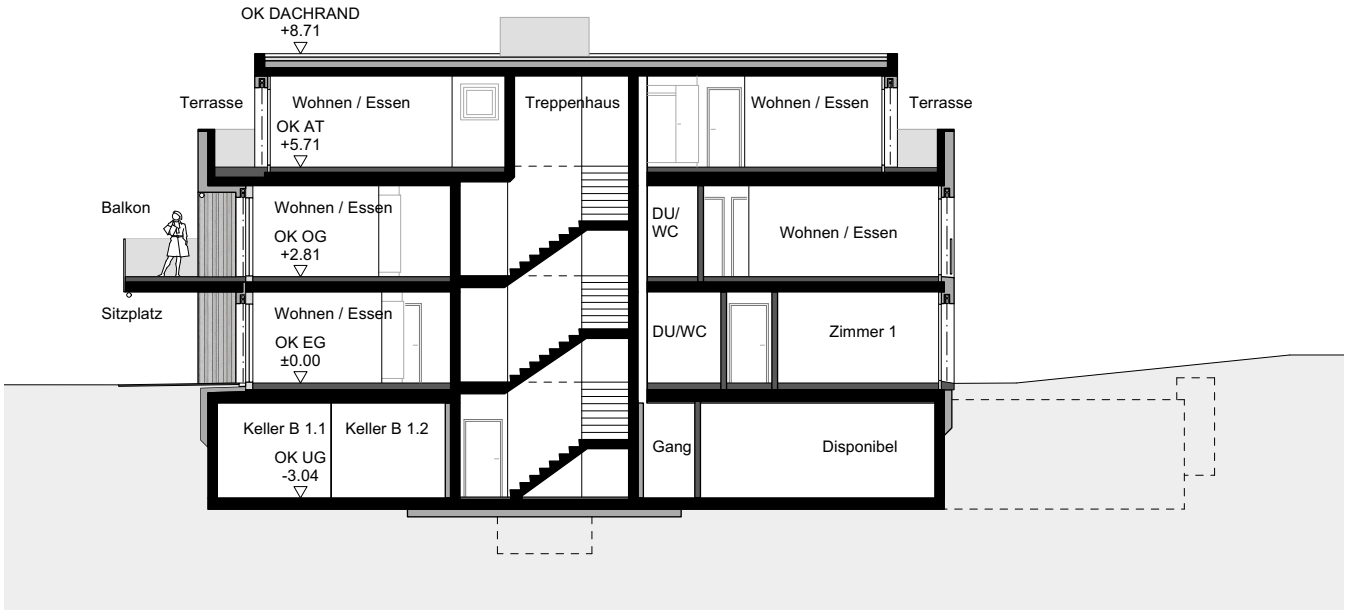 OK DACHRAND
+8.71
Terrasse
Wohnen / Essen
Treppenhaus
Wohnen / Essen
Terrasse
OK AT
+5.71
Balkon
Wohnen / Essen
OK OG
+2.81
DU/
WC
Wohnen / Essen
Sitzplatz
Wohnen / Essen
OK EG
±0.00
DU/WC
Zimmer 1
Keller B 1.1
Keller B 1.2
OK UG
-3.04
Gang
Disponibel